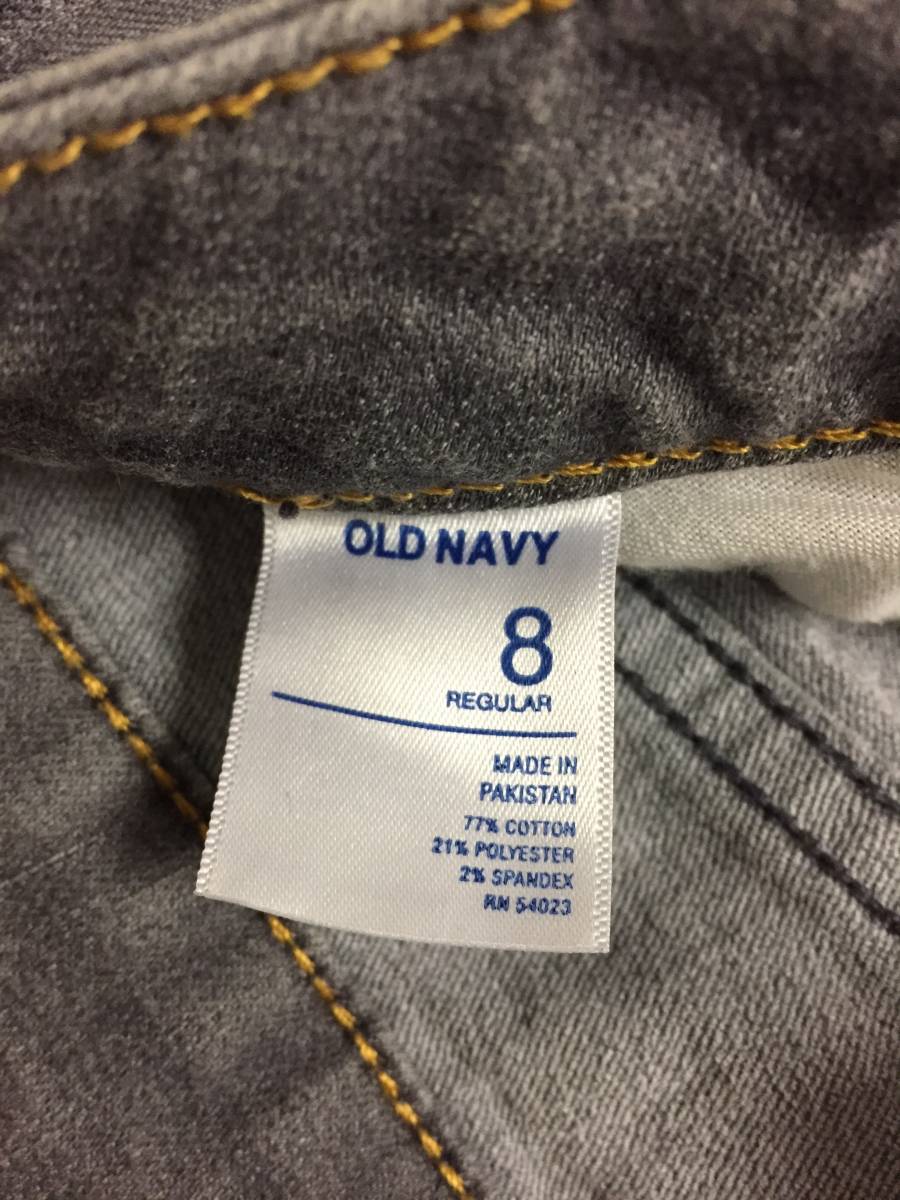 OLD NAVY
8
REGULAR
MADE IN
PAKISTAN
77% COTTON
21% POLYESTER
2% SPANDEX
RN 54023